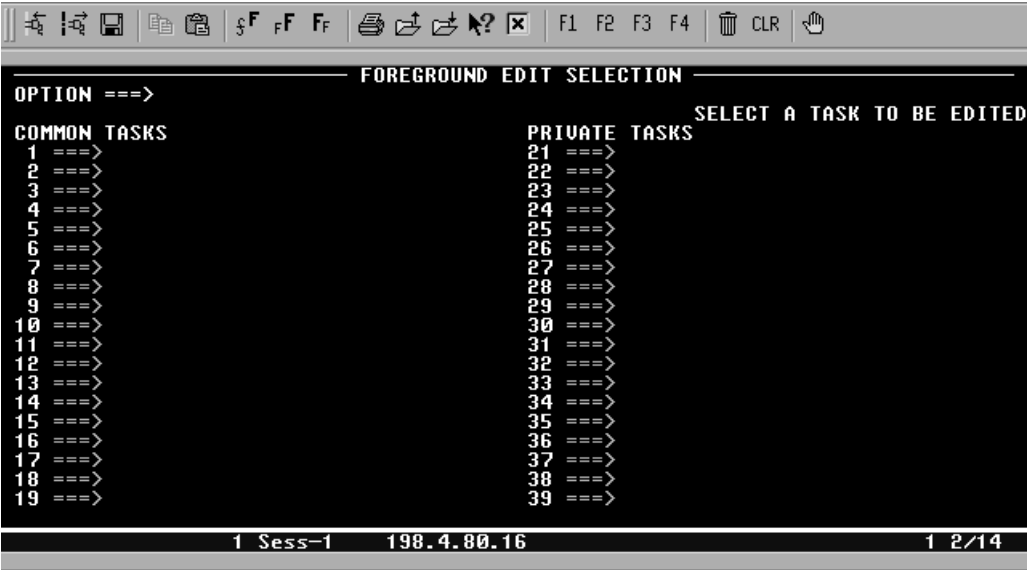 F1 F2 F3 F4 CLR
FOREGROUND EDIT SELECTION
OPTION ===>
SELECT A TASK TO BE EDITED
COMMON TASKS PRIVATE TASKS
1 ===> 21 ===>
2 ===> 22 ===>
3 ===> 23 ===>
4 ===> 24 ===>
5 ===> 25 ===>
6 ===> 26 ===>
7 ===> 27 ===>
8 ===> 28 ===>
9 ===> 29 ===>
10 ===> 30 ===>
11 ===> 31 ===>
12 ===> 32 ===>
13 ===> 33 ===>
14 ===> 34 ===>
15 ===> 35 ===>
16 ===> 36 ===>
17 ===> 37 ===>
18 ===> 38 ===>
19 ===> 39 ===>
1 Sess-1 198.4.80.16 1 2/14